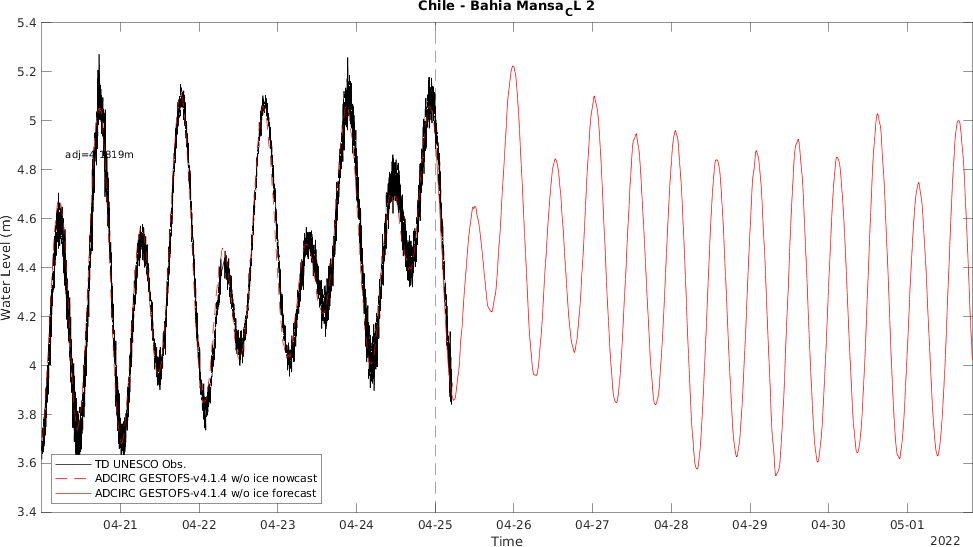 Chile - Bahia Mansa_CL 2
5.4
5.2
5
4.8
4.6
4.4
4.2
4
3.8
3.6
3.4
Water Level (m)
adj=4.1819m
TD UNESCO Obs.
ADCIRC GESTOFS-v4.1.4 w/o ice nowcast
ADCIRC GESTOFS-v4.1.4 w/o ice forecast
04-21 04-22 04-23 04-24 04-25 04-26 04-27 04-28 04-29 04-30 05-01
Time
2022